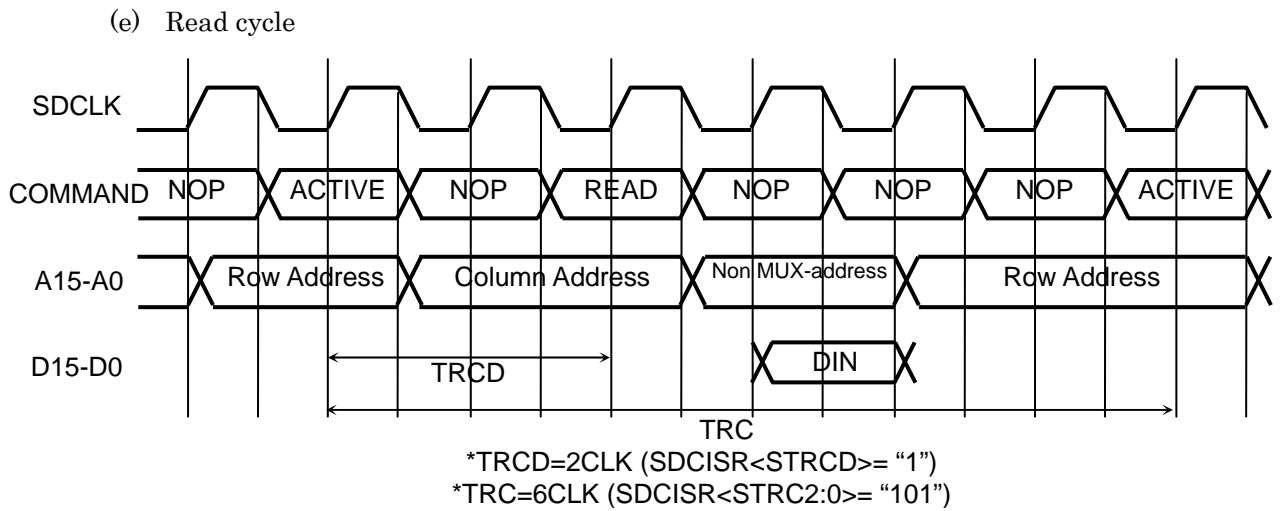 (e) Read cycle
SDCLK
COMMAND NOP ACTIVE NOP READ NOP NOP NOP ACTIVE
A15-A0 Row Address Column Address Non MUX-address Row Address
D15-D0 DIN
TRCD
TRC
*TRCD=2CLK (SDCISR<STRCD>= “1”)
*TRC=6CLK (SDCISR<STRC2:0>= “101”)